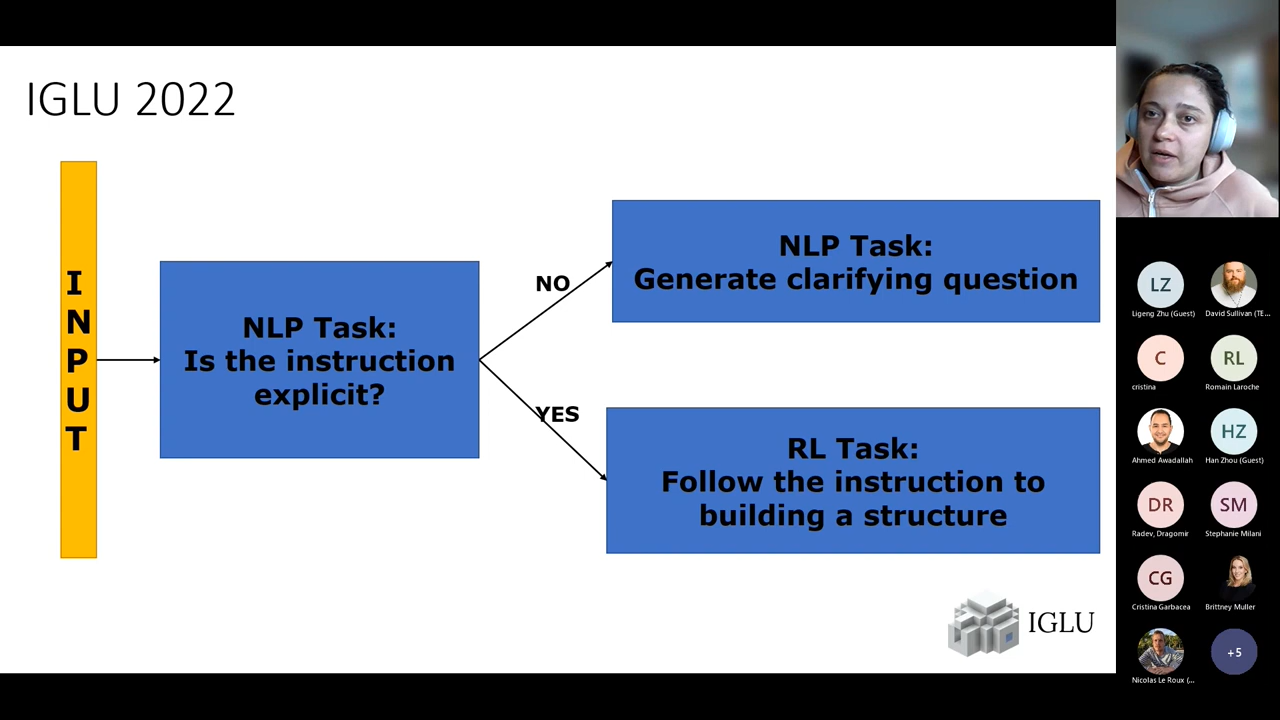 IGLU 2022
INPUT
NLP Task:
Is the instruction
explicit?
NO
YES
NLP Task:
Generate clarifying question
RL Task:
Follow the instruction to
building a structure
IGLU
LZ
Ligeng Zhu (Guest)
David Sullivan (TE...
C
cristina
RL
Romain Laroche
Ahmed Awadallah
HZ
Han Zhou (Guest)
DR
Radev, Dragomir
SM
Stephanie Milani
CG
Cristina Garbacea
Brittney Muller
Nicolas Le Roux (...
+5